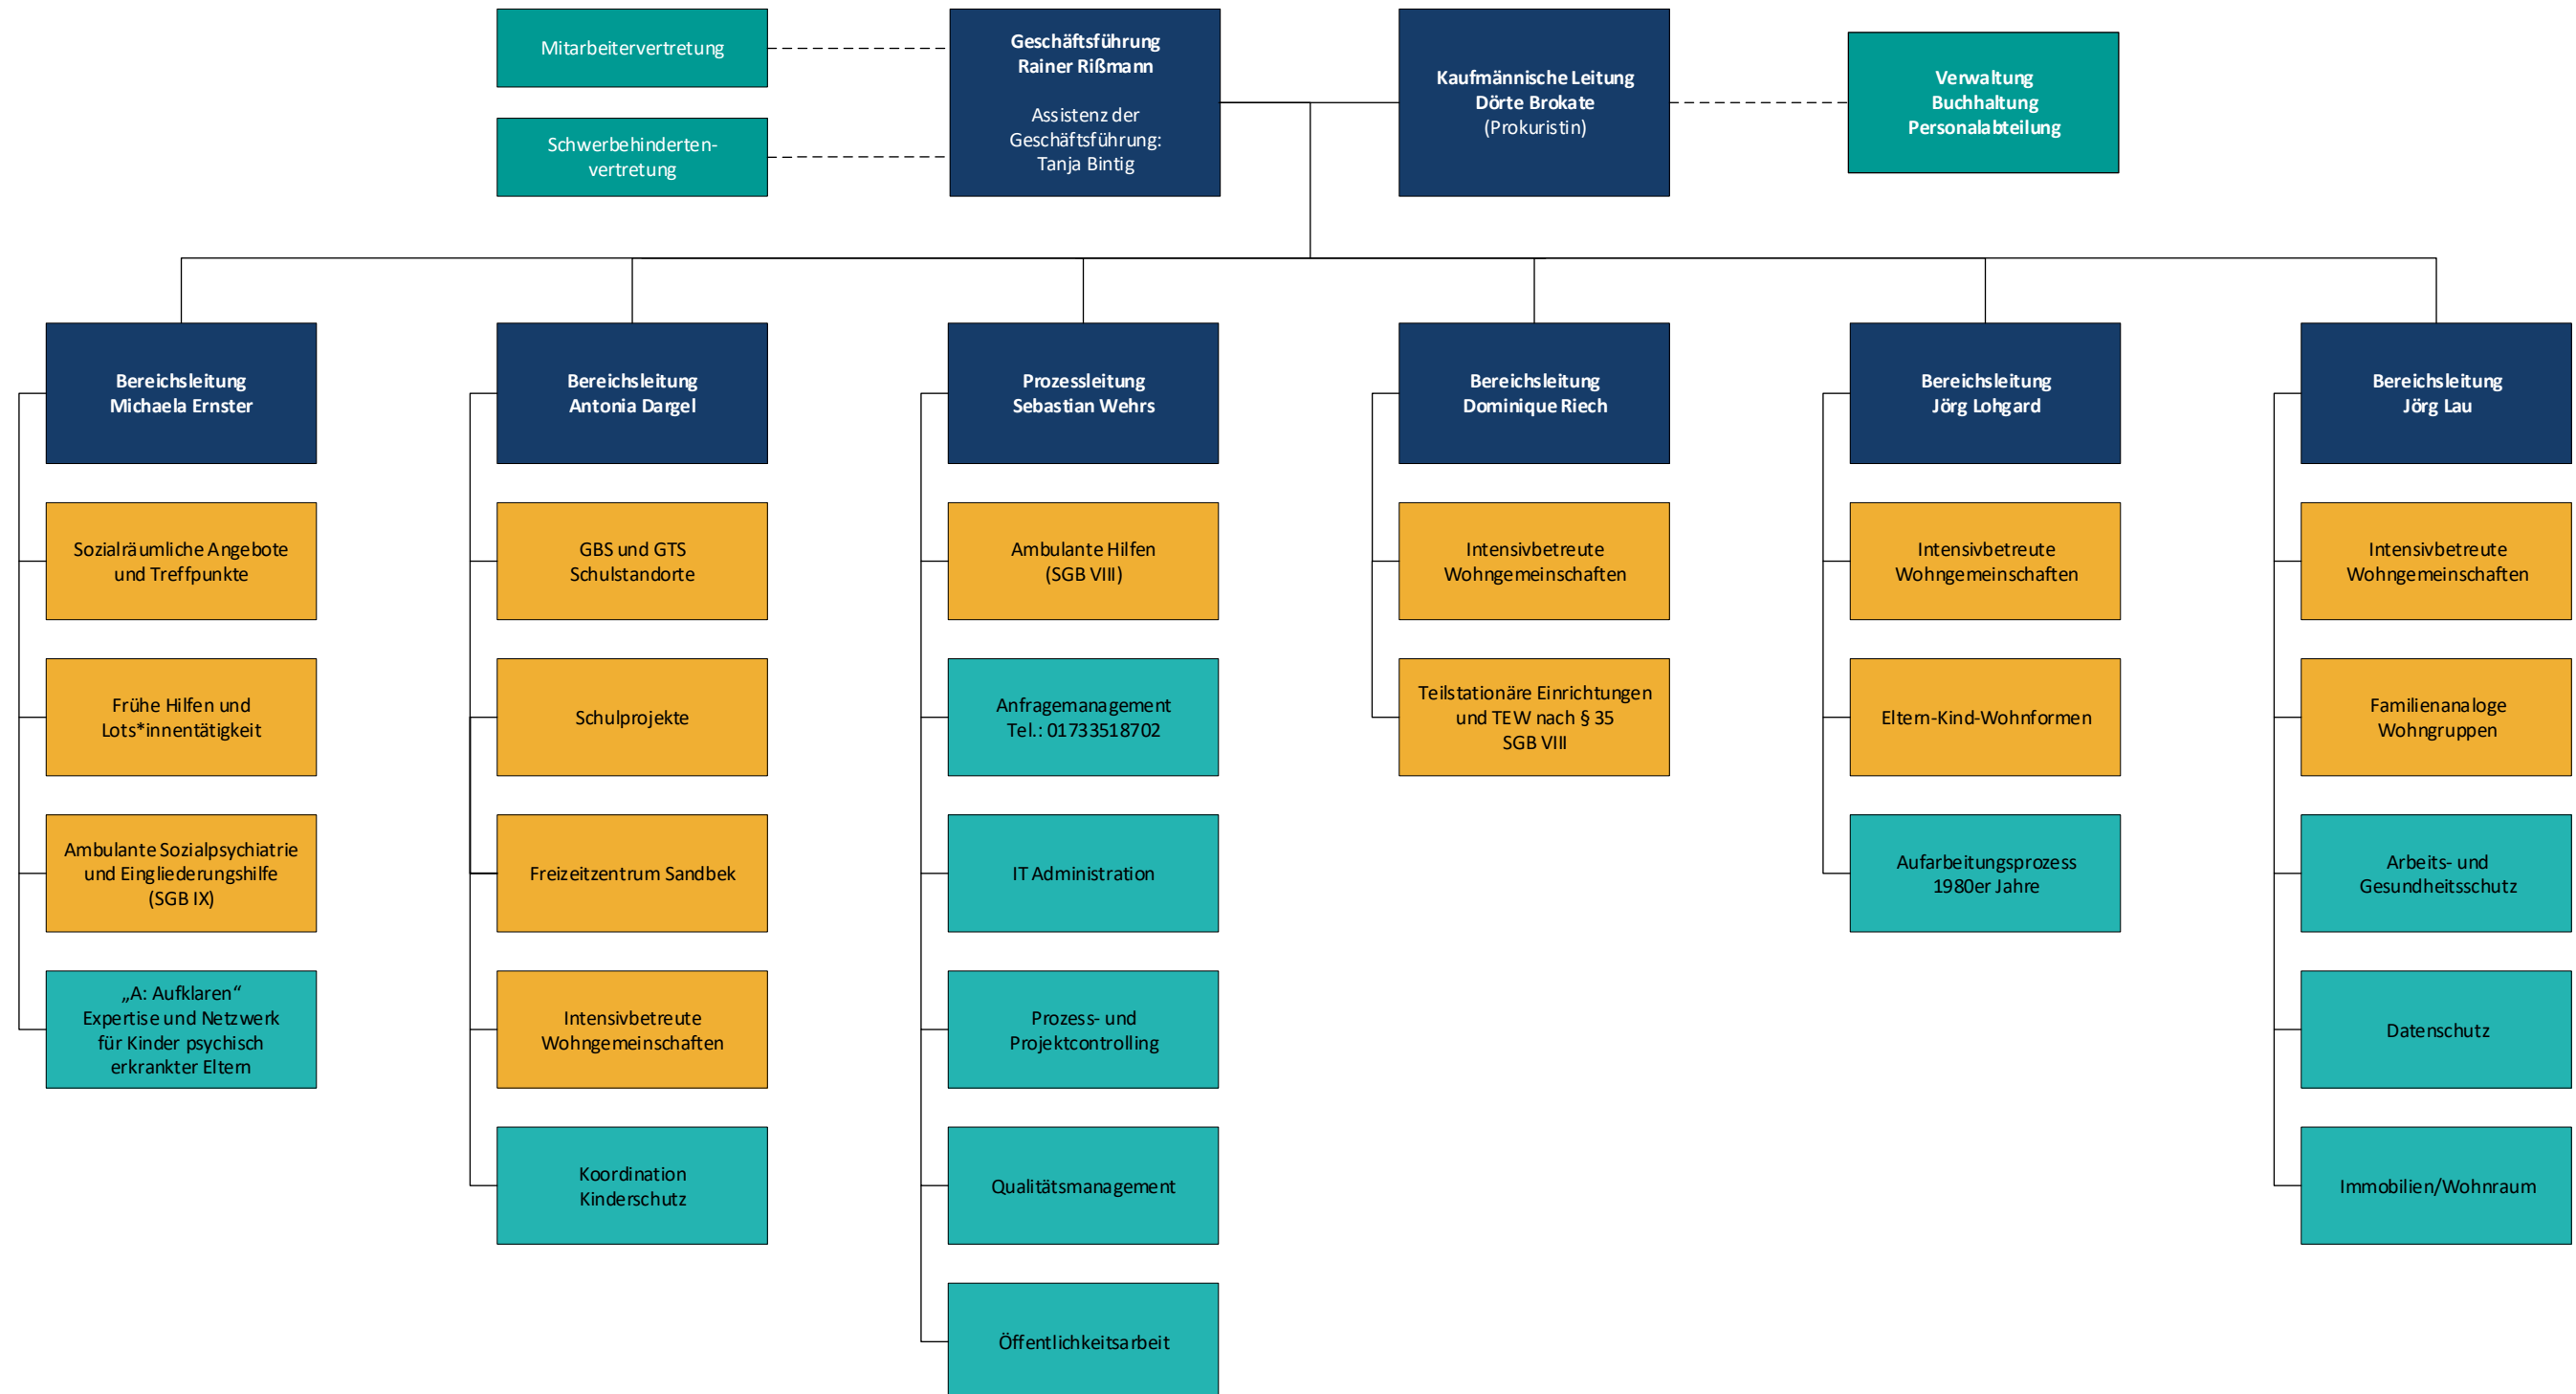 Mitarbeitervertretung
Schwerbehinderten-
vertretung
Geschäftsführung
Rainer Rißmann
Assistenz der
Geschäftsführung:
Tanja Bintig
Kaufmännische Leitung
Dörte Brokate
(Prokuristin)
Verwaltung
Buchhaltung
Personalabteilung
Bereichsleitung
Michaela Ernster
Sozialräumliche Angebote
und Treffpunkte
Frühe Hilfen und
Lots*innentätigkeit
Ambulante Sozialpsychiatrie
und Eingliederungshilfe
(SGB IX)
„A: Aufklaren“
Expertise und Netzwerk
für Kinder psychisch
erkrankter Eltern
Bereichsleitung
Antonia Dargel
GBS und GTS
Schulstandorte
Schulprojekte
Freizeitzentrum Sandbek
Intensivbetreute
Wohngemeinschaften
Koordination
Kinderschutz
Prozessleitung
Sebastian Wehrs
Ambulante Hilfen
(SGB VIII)
Anfragemanagement
Tel.: 01733518702
IT Administration
Prozess- und
Projektcontrolling
Qualitätsmanagement
Öffentlichkeitsarbeit
Bereichsleitung
Dominique Riech
Intensivbetreute
Wohngemeinschaften
Teilstationäre Einrichtungen
und TEW nach § 35
SGB VIII
Bereichsleitung
Jörg Lohgard
Intensivbetreute
Wohngemeinschaften
Eltern-Kind-Wohnformen
Aufarbeitungsprozess
1980er Jahre
Bereichsleitung
Jörg Lau
Intensivbetreute
Wohngemeinschaften
Familienanaloge
Wohngruppen
Arbeits- und
Gesundheitsschutz
Datenschutz
Immobilien/Wohnraum